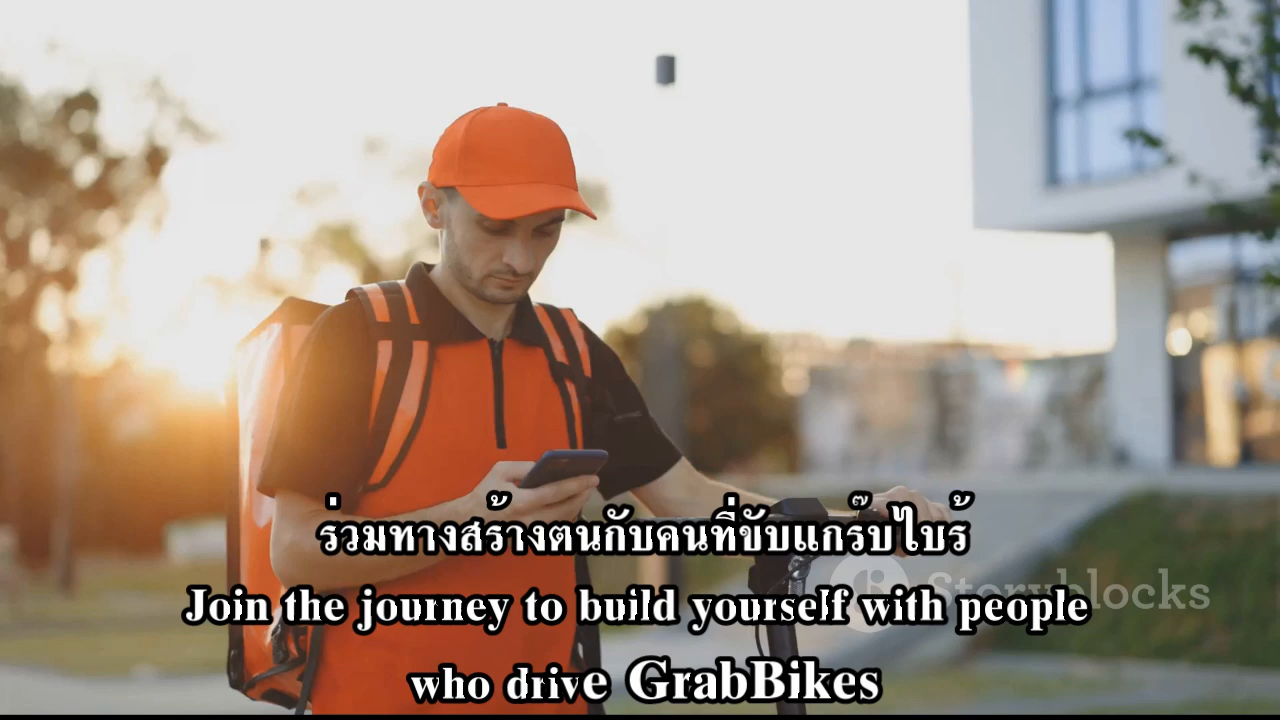 ร่วมทางสร้างตนกับคนที่ขับแกร๊บไบร้
Join the journey to build yourself with people
who drive GrabBikes
Storyblocks